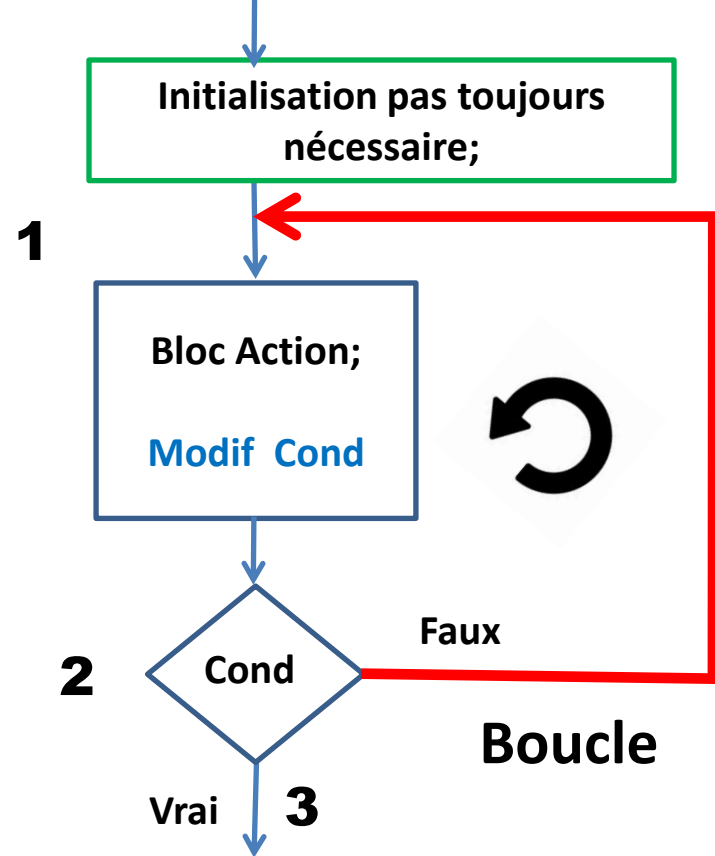 Initialisation pas toujours
nécessaire;
1
Bloc Action;
Modif Cond
Faux
2
Cond
Boucle
Vrai
3